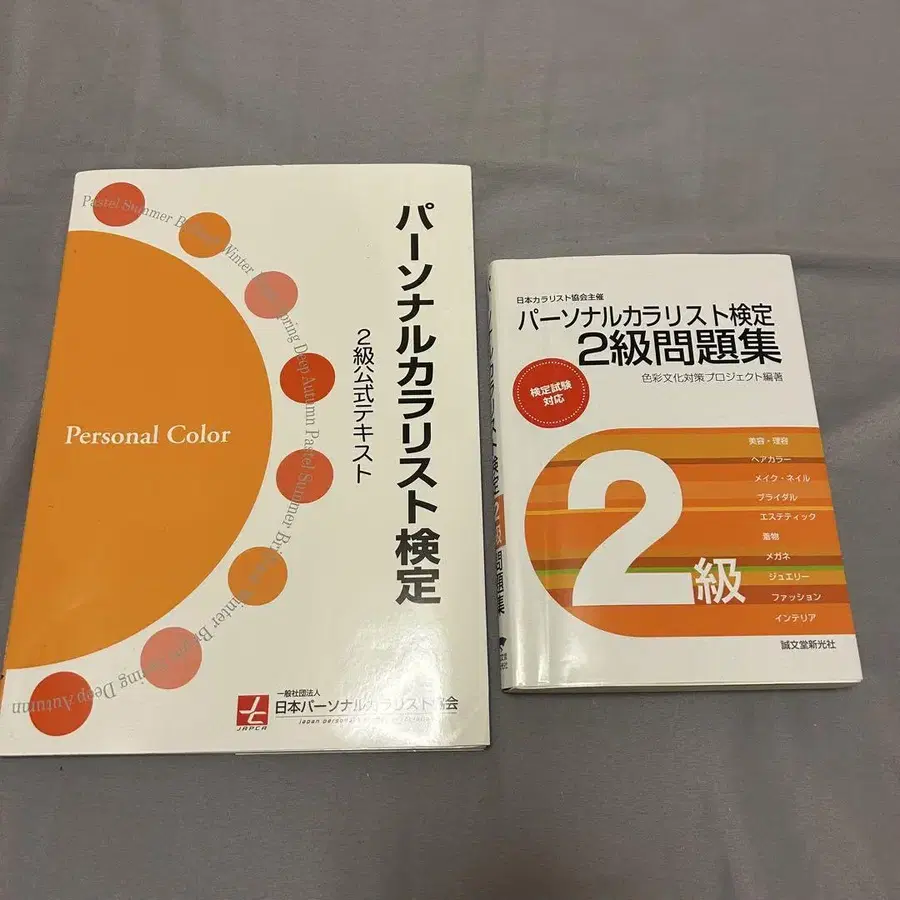 パーソナルカラリスト検定
2級公式テキスト
Personal Color
Pastel Summer
Winter
Spring Deep Autumn Pastel Summer
Winter
Deep Autumn
一般社団法人
日本パーソナルカラリスト協会
JAPCA
japan personal
日本カラリスト協会主催
パーソナルカラリスト検定
2級問題集
色彩文化対策プロジェクト編著
検定試験
対応
2級
美容・理容
ヘアカラー
メイク・ネイル
ブライダル
エステティック
着物
メガネ
ジュエリー
ファッション
インテリア
誠文堂新光社